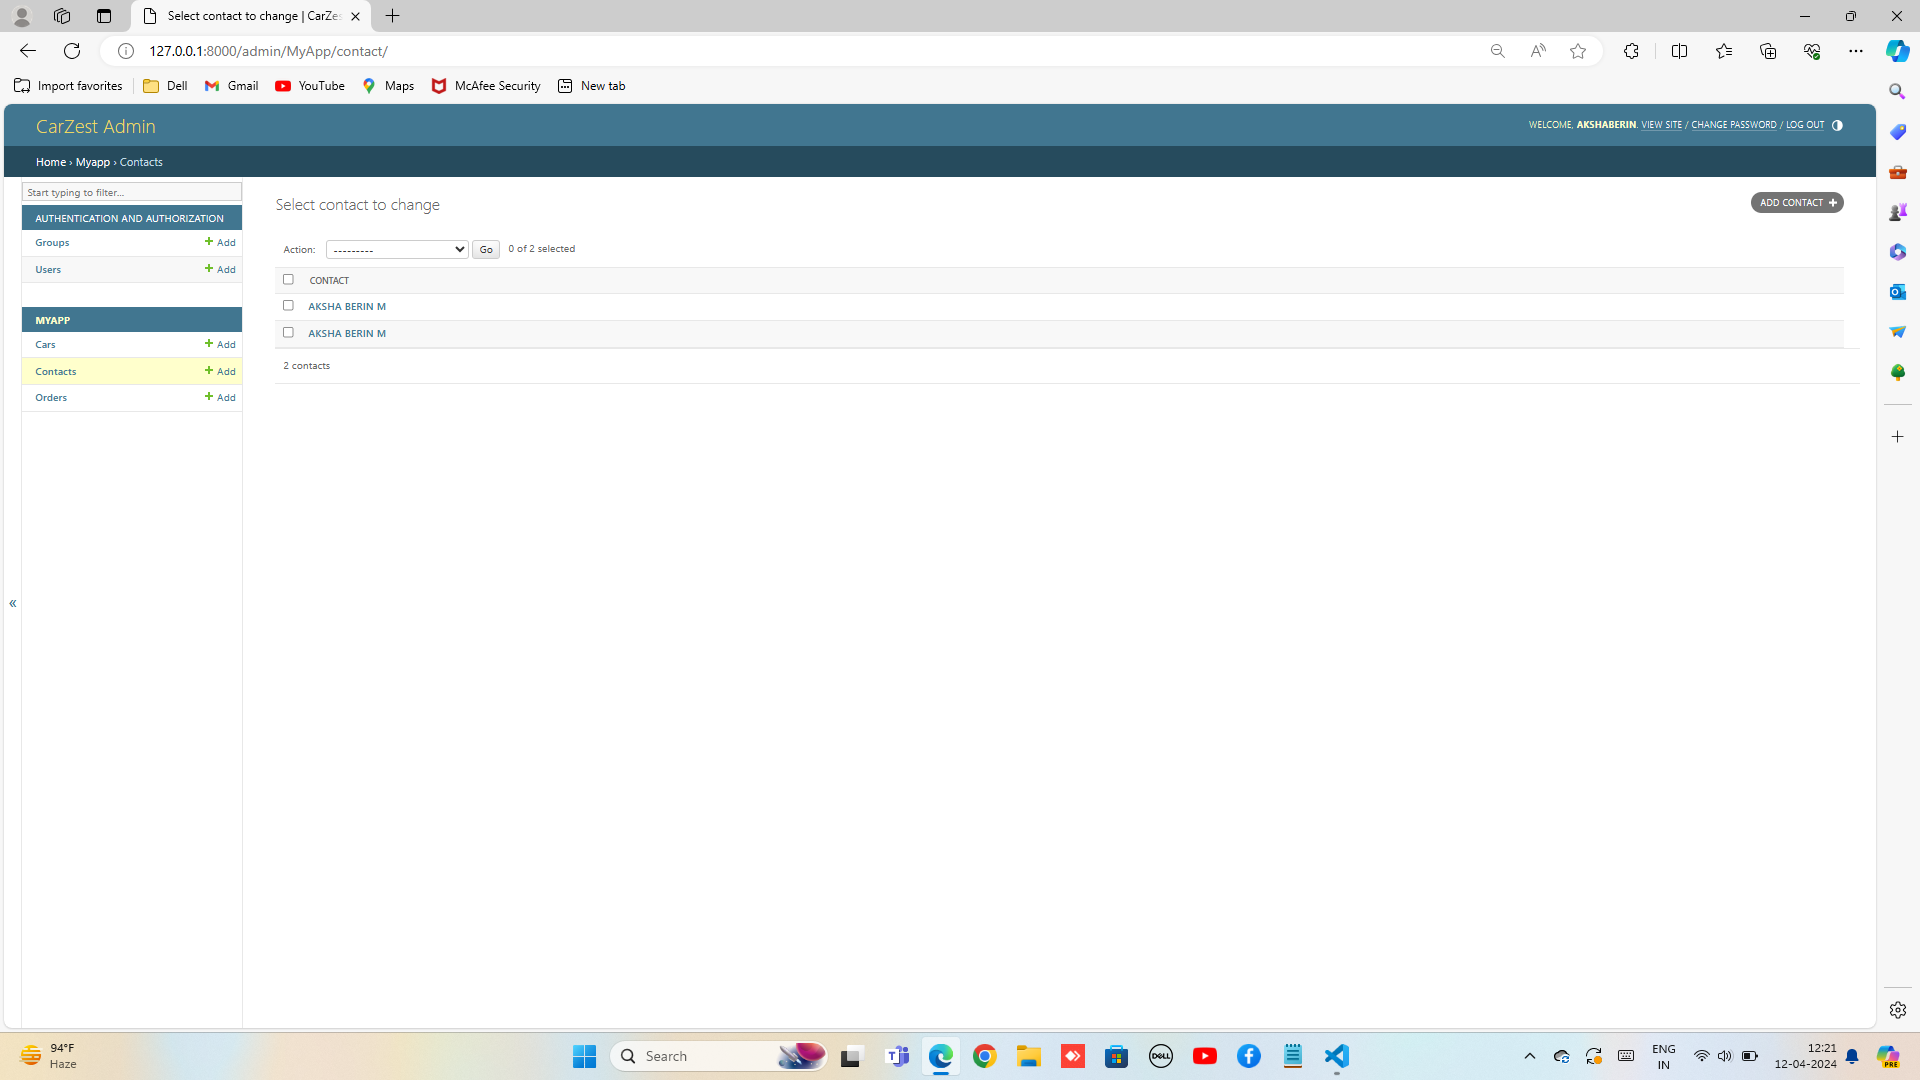 Select contact to change | CarZes
127.0.0.1:8000/admin/MyApp/contact/
Import favorites
Dell
Gmail
YouTube
Maps
McAfee Security
New tab
CarZest Admin
WELCOME, AKSHABERIN. VIEW SITE / CHANGE PASSWORD / LOG OUT
Home › Myapp › Contacts
Start typing to filter...
AUTHENTICATION AND AUTHORIZATION
Groups + Add
Users + Add
MYAPP
Cars + Add
Contacts + Add
Orders + Add
«
Select contact to change
ADD CONTACT +
Action: --------- Go 0 of 2 selected
CONTACT
AKSHA BERIN M
AKSHA BERIN M
2 contacts
94°F
Haze
Search
DELL
ENG
IN
12:21
12-04-2024
PRE